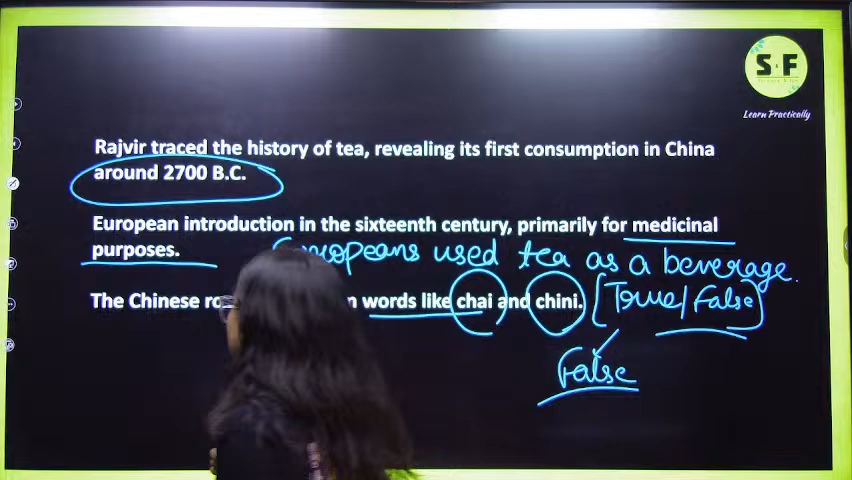 S F
Learn Practically
Rajvir traced the history of tea, revealing its first consumption in China
around 2700 B.C.
European introduction in the sixteenth century, primarily for medicinal
purposes.
Europeans used tea as a beverage.
The Chinese words like chai and chini. [True/False]
False